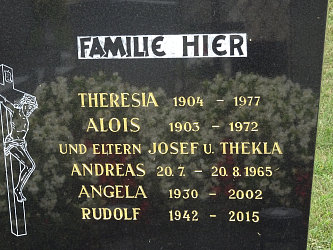 FAMILIE HIER
THERESIA 1904 - 1977
ALOIS 1903 - 1972
UND ELTERN JOSEF U. THEKLA
ANDREAS 20.7. - 20.8.1965
ANGELA 1930 - 2002
RUDOLF 1942 - 2015